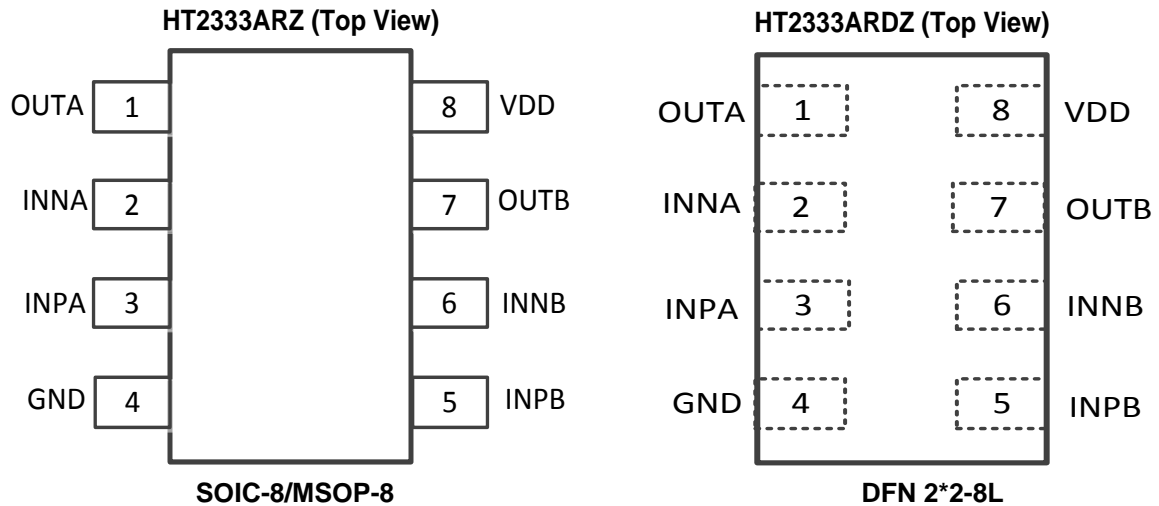 HT2333ARZ (Top View)
OUTA 1 8 VDD
INNA 2 7 OUTB
INPA 3 6 INNB
GND 4 5 INPB
SOIC-8/MSOP-8
HT2333ARDZ (Top View)
OUTA 1 8 VDD
INNA 2 7 OUTB
INPA 3 6 INNB
GND 4 5 INPB
DFN 2*2-8L